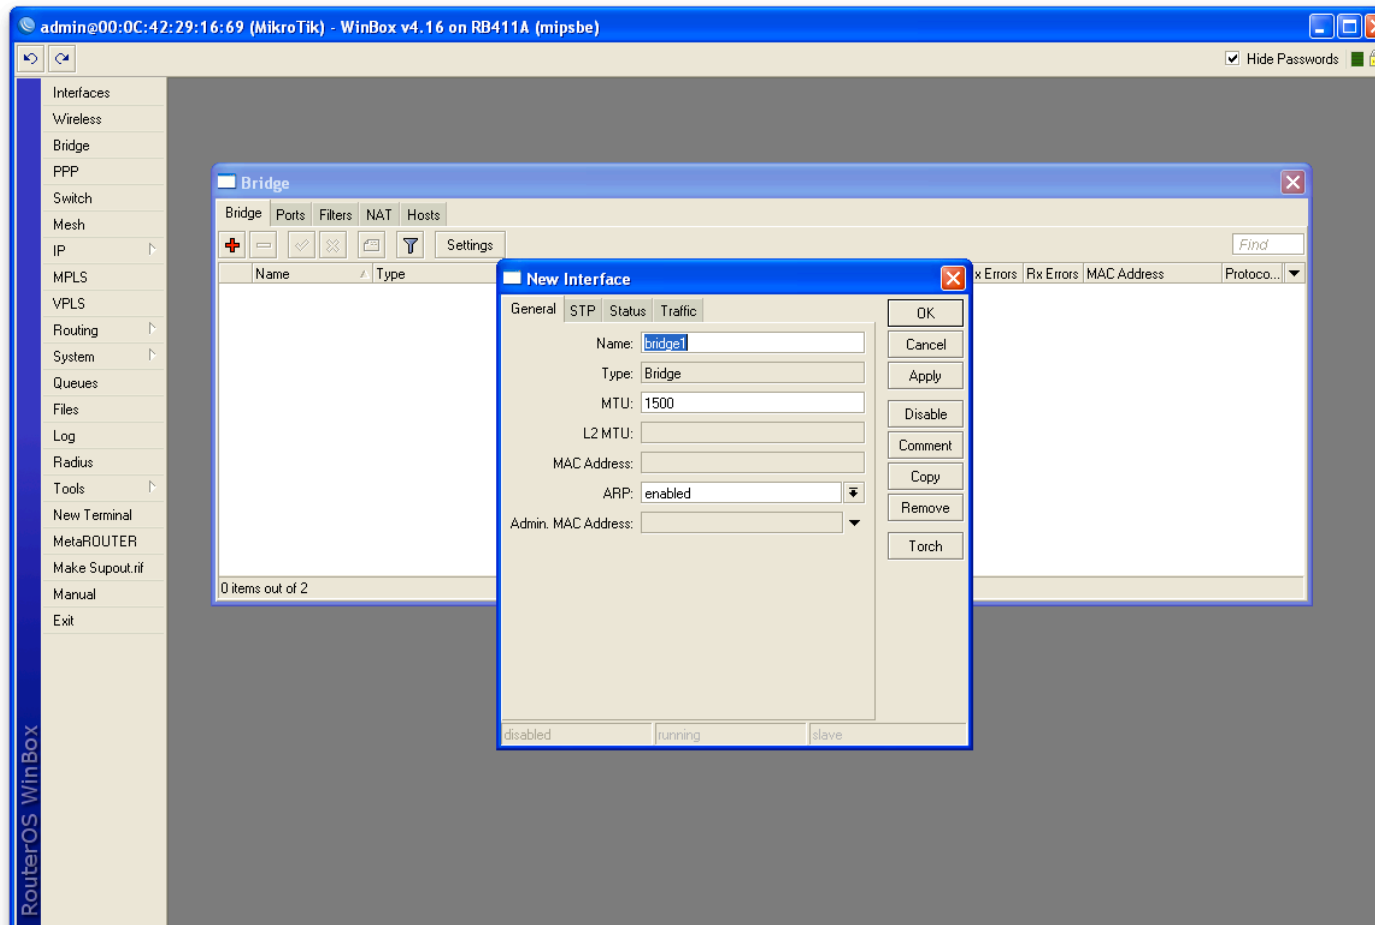 admin@00:0C:42:29:16:69 (MikroTik) - WinBox v4.16 on RB411A (mipsbe)
Hide Passwords
Interfaces
Wireless
Bridge
PPP
Switch
Mesh
IP
MPLS
VPLS
Routing
System
Queues
Files
Log
Radius
Tools
New Terminal
MetaROUTER
Make Supout.rif
Manual
Exit
RouterOS WinBox
Bridge
Bridge Ports Filters NAT Hosts
Settings Find
Name Type x Errors Rx Errors MAC Address Protoco...
0 items out of 2
New Interface
General STP Status Traffic
Name: bridge1
Type: Bridge
MTU: 1500
L2 MTU:
MAC Address:
ARP: enabled
Admin. MAC Address:
OK
Cancel
Apply
Disable
Comment
Copy
Remove
Torch
disabled running slave